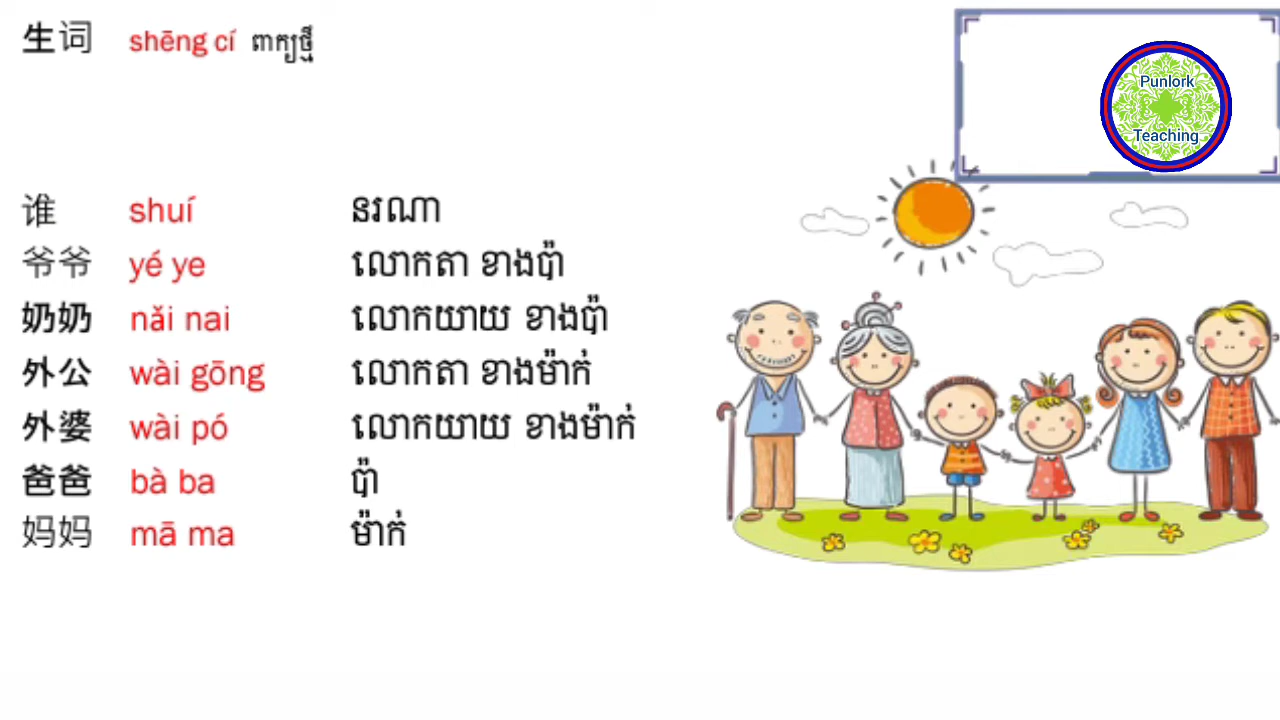 生词 shēng cí ពាក្យថ្មី
Punlork
Teaching
谁 shuí នរណា
爷爷 yé ye លោកតា ខាងប៉ា
奶奶 nǎi nai លោកយាយ ខាងប៉ា
外公 wài gōng លោកតា ខាងម៉ាក់
外婆 wài pó លោកយាយ ខាងម៉ាក់
爸爸 bà ba ប៉ា
妈妈 mā ma ម៉ាក់